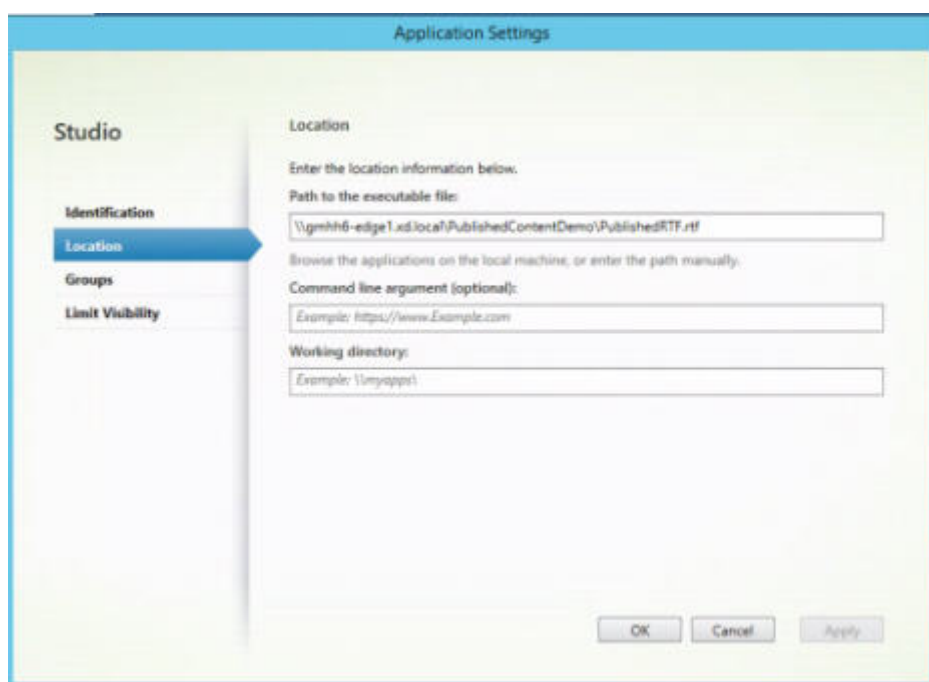 Application Settings
Studio
Identification
Location
Groups
Limit Visibility
Location
Enter the location information below.
Path to the executable file:
\\gmhh6-edge1.xd.local\PublishedContentDemo\PublishedRTF.rtf
Browse the applications on the local machine, or enter the path manually.
Command line argument (optional):
Example: https://www.Example.com
Working directory:
Example: \\myapps\
OK Cancel Apply